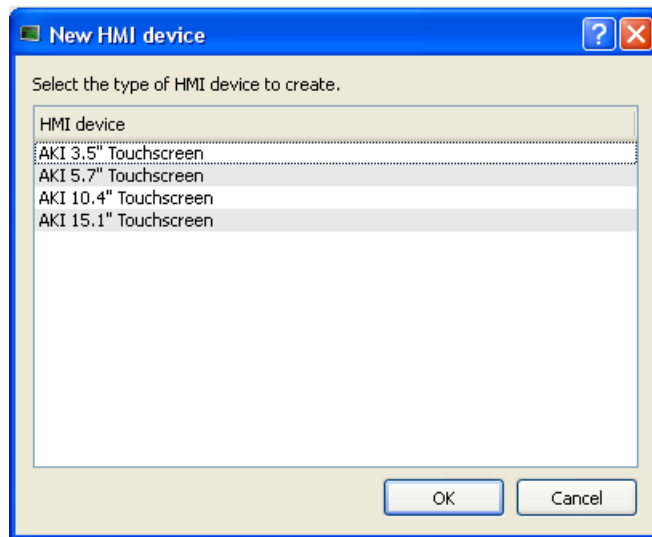 New HMI device
Select the type of HMI device to create.
HMI device
AKI 3.5" Touchscreen
AKI 5.7" Touchscreen
AKI 10.4" Touchscreen
AKI 15.1" Touchscreen
OK Cancel